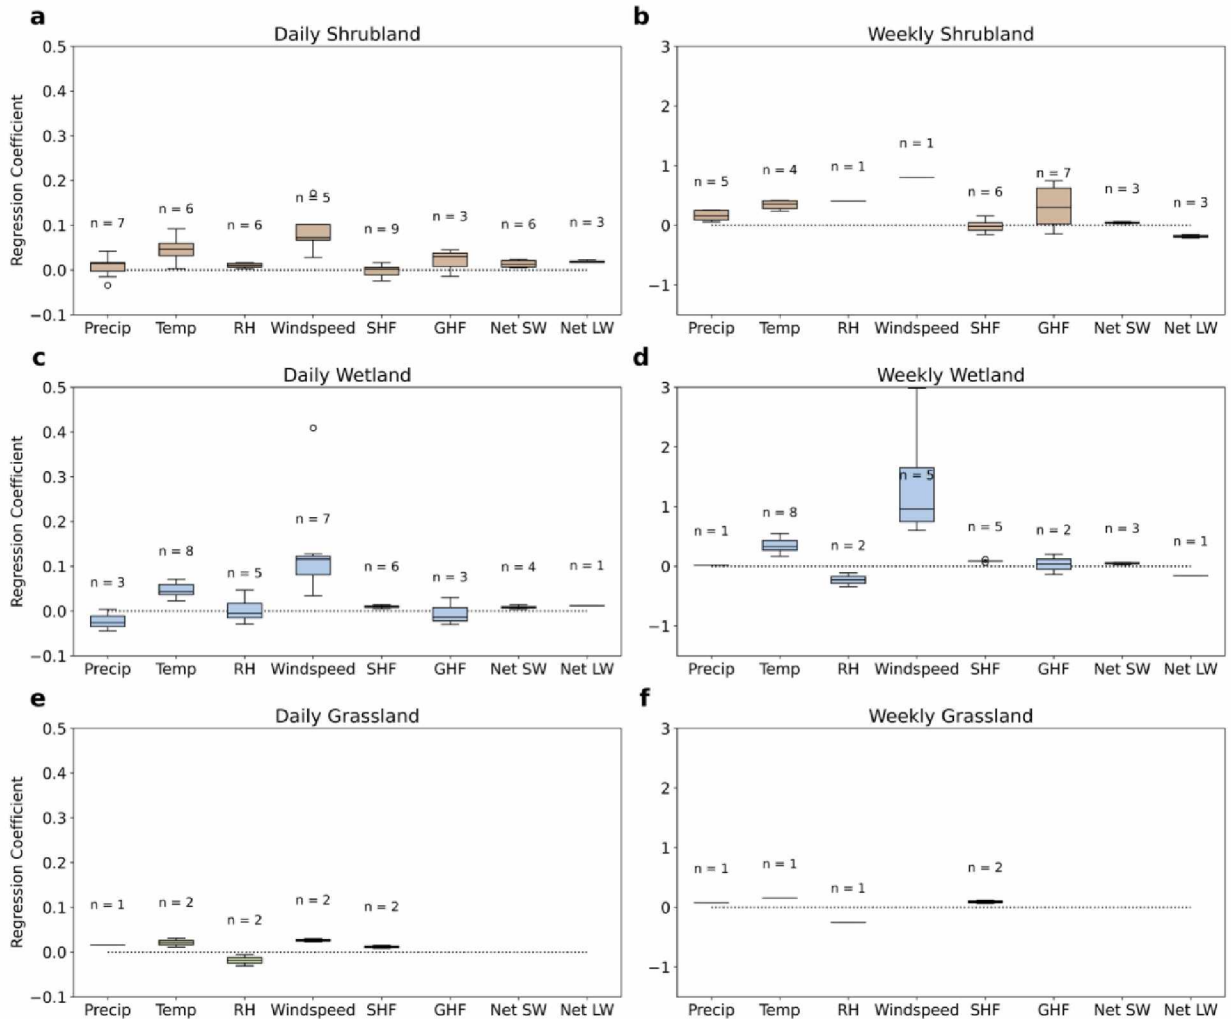 a
Daily Shrubland
0.5
0.4
0.3
0.2
0.1
0.0
−0.1
Regression Coefficient
n = 7
n = 6
n = 6
n = 5
n = 9
n = 3
n = 6
n = 3
Precip Temp RH Windspeed SHF GHF Net SW Net LW
b
Weekly Shrubland
3
2
1
0
−1
n = 5
n = 4
n = 1
n = 1
n = 6
n = 7
n = 3
n = 3
Precip Temp RH Windspeed SHF GHF Net SW Net LW
c
Daily Wetland
0.5
0.4
0.3
0.2
0.1
0.0
−0.1
Regression Coefficient
n = 3
n = 8
n = 5
n = 7
n = 6
n = 3
n = 4
n = 1
Precip Temp RH Windspeed SHF GHF Net SW Net LW
d
Weekly Wetland
3
2
1
0
−1
n = 1
n = 8
n = 2
n = 5
n = 5
n = 2
n = 3
n = 1
Precip Temp RH Windspeed SHF GHF Net SW Net LW
e
Daily Grassland
0.5
0.4
0.3
0.2
0.1
0.0
−0.1
Regression Coefficient
n = 1
n = 2
n = 2
n = 2
n = 2
Precip Temp RH Windspeed SHF GHF Net SW Net LW
f
Weekly Grassland
3
2
1
0
−1
n = 1
n = 1
n = 1
n = 2
Precip Temp RH Windspeed SHF GHF Net SW Net LW